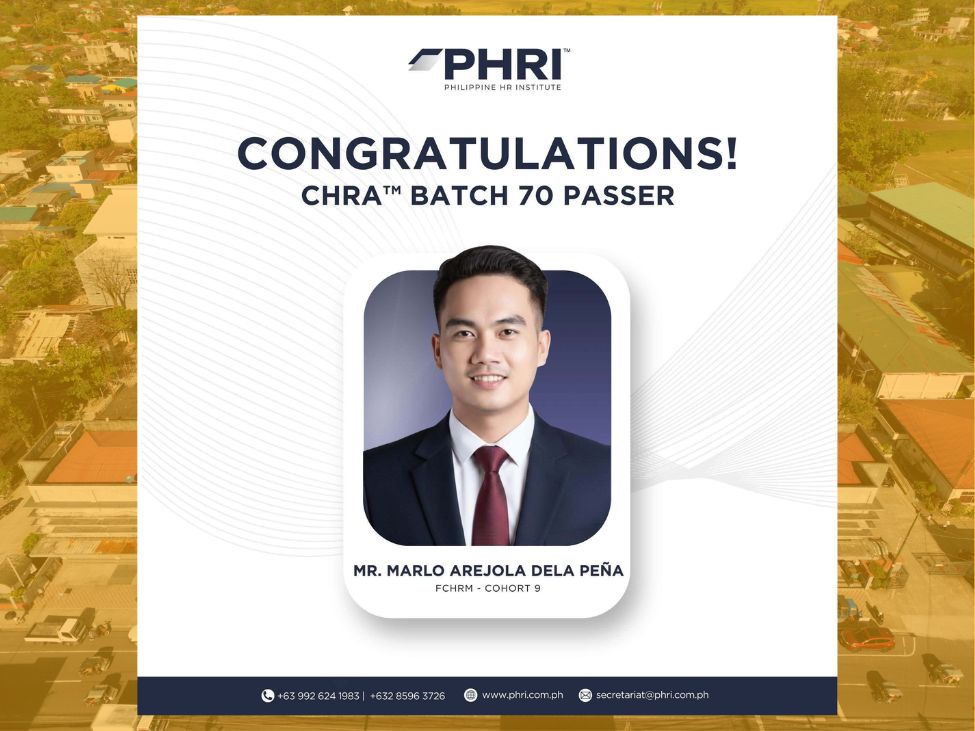 PHRI™
PHILIPPINE HR INSTITUTE
CONGRATULATIONS!
CHRA™ BATCH 70 PASSER
MR. MARLO AREJOLA DELA PEÑA
FCHRM - COHORT 9
+63 992 624 1983 | +632 8596 3726 www.phri.com.ph secretariat@phri.com.ph